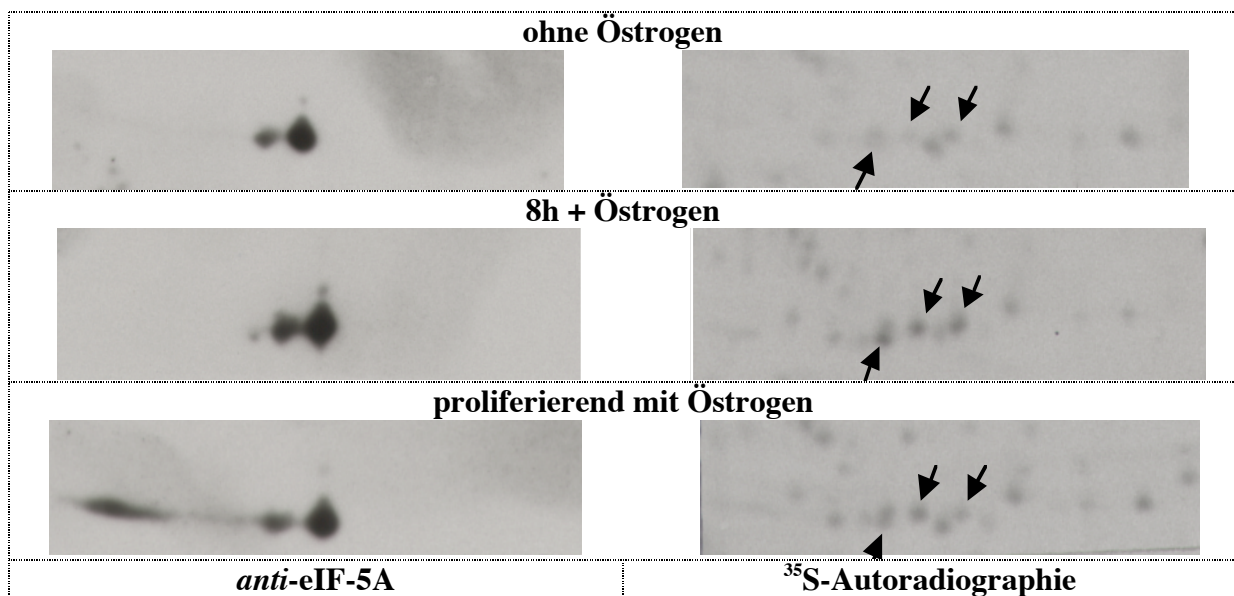 ohne Östrogen
8h + Östrogen
proliferierend mit Östrogen
anti-eIF-5A
35S-Autoradiographie